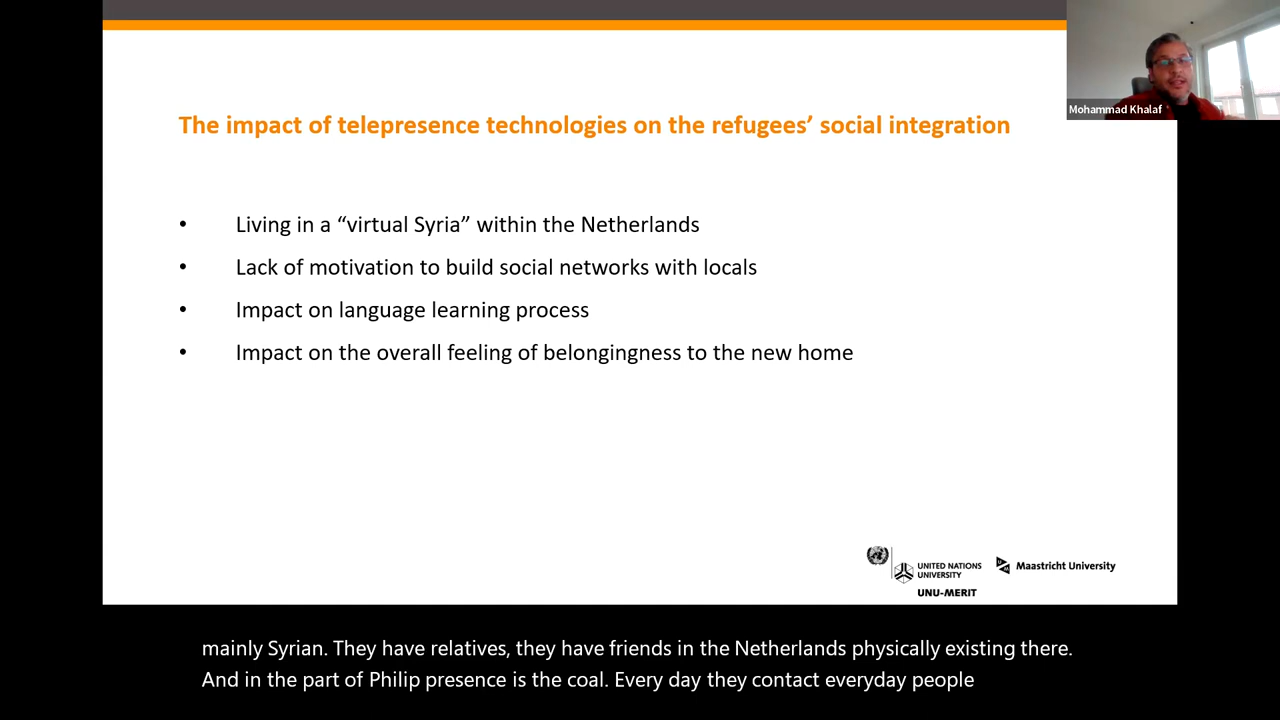 Mohammad Khalaf
The impact of telepresence technologies on the refugees’ social integration
• Living in a “virtual Syria” within the Netherlands
• Lack of motivation to build social networks with locals
• Impact on language learning process
• Impact on the overall feeling of belongingness to the new home
UNITED NATIONS
UNIVERSITY
UNU-MERIT
Maastricht University
mainly Syrian. They have relatives, they have friends in the Netherlands physically existing there.
And in the part of Philip presence is the coal. Every day they contact everyday people